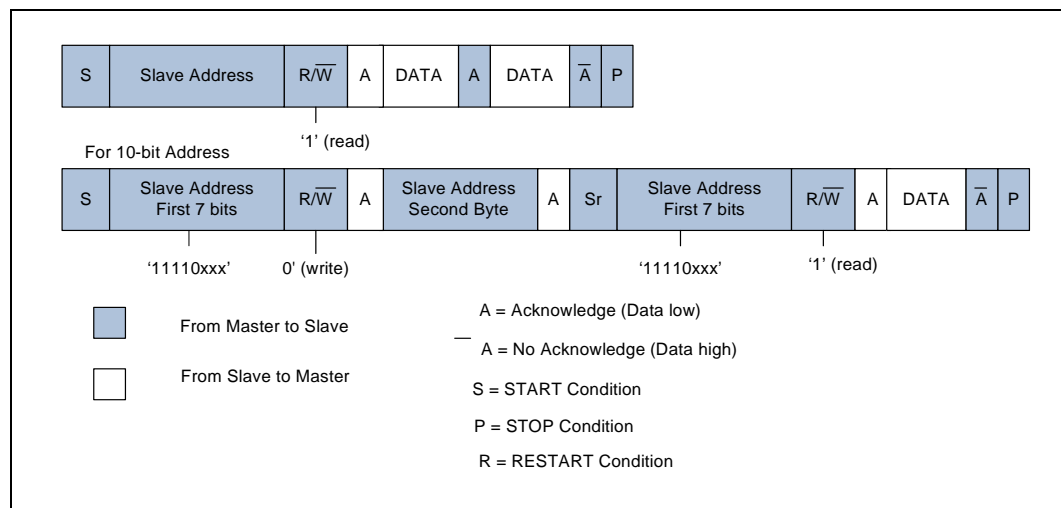 S Slave Address R/W̅ A DATA A DATA A̅ P
'1' (read)
For 10-bit Address
S Slave Address First 7 bits R/W̅ A Slave Address Second Byte A Sr Slave Address First 7 bits R/W̅ A DATA A̅ P
'11110xxx' 0' (write) '11110xxx' '1' (read)
From Master to Slave
From Slave to Master
A = Acknowledge (Data low)
A̅ = No Acknowledge (Data high)
S = START Condition
P = STOP Condition
R = RESTART Condition